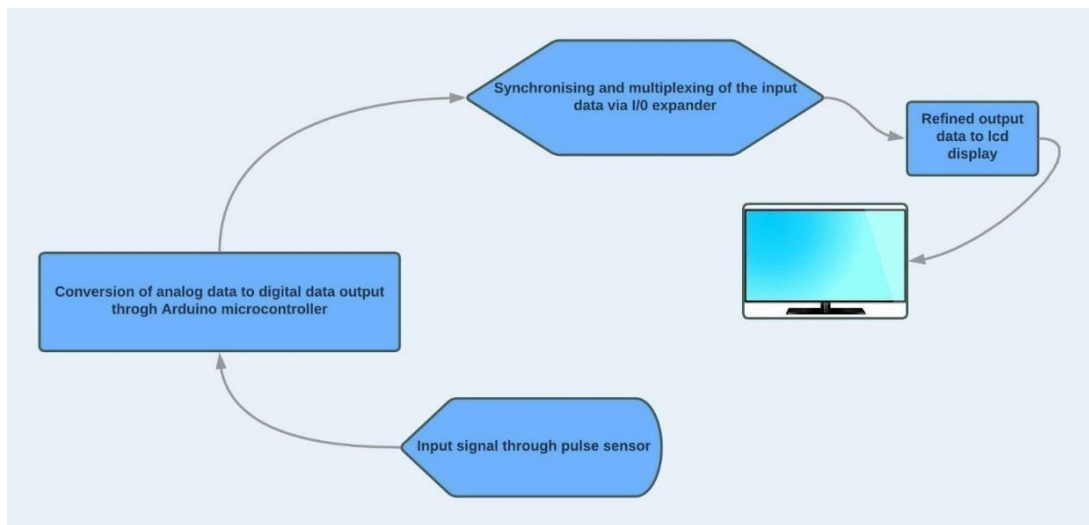 Synchronising and multiplexing of the input
data via I/0 expander
Refined output
data to lcd
display
Conversion of analog data to digital data output
throgh Arduino microcontroller
Input signal through pulse sensor